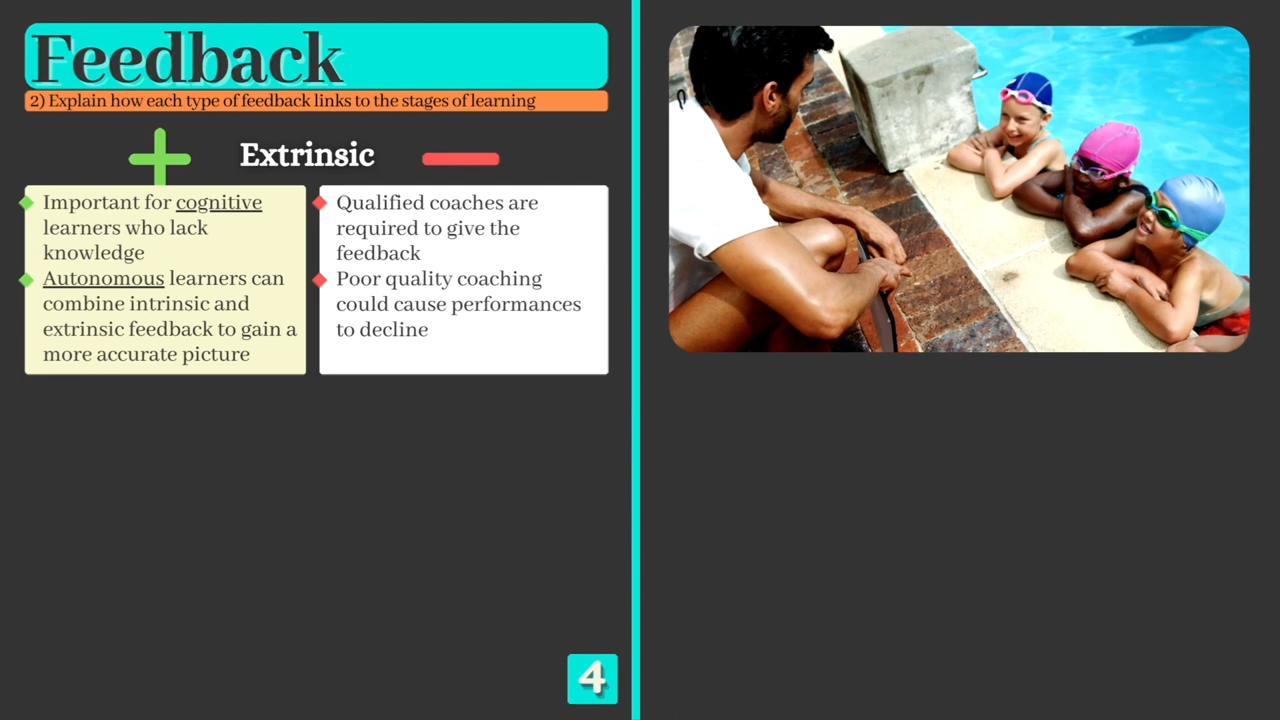 Feedback
2) Explain how each type of feedback links to the stages of learning
Extrinsic
Important for cognitive
learners who lack
knowledge
Autonomous learners can
combine intrinsic and
extrinsic feedback to gain a
more accurate picture
Qualified coaches are
required to give the
feedback
Poor quality coaching
could cause performances
to decline
4